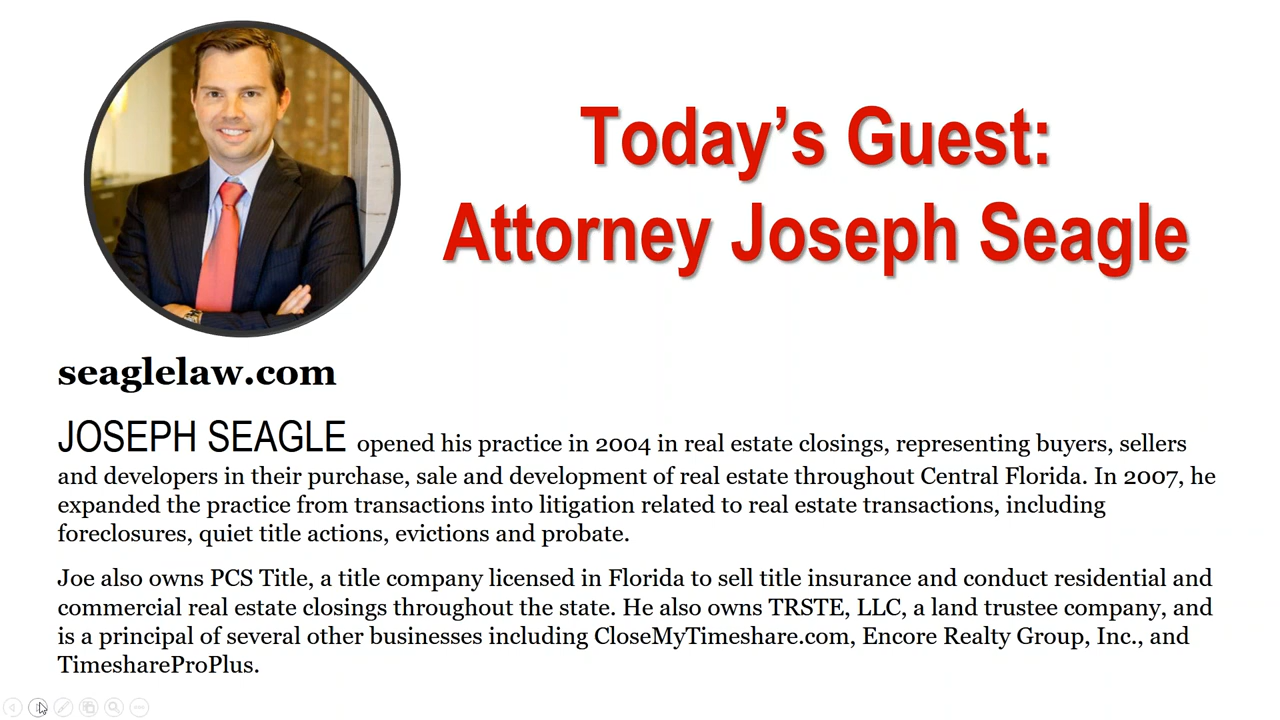 Today’s Guest:
Attorney Joseph Seagle
seaglelaw.com
JOSEPH SEAGLE opened his practice in 2004 in real estate closings, representing buyers, sellers
and developers in their purchase, sale and development of real estate throughout Central Florida. In 2007, he
expanded the practice from transactions into litigation related to real estate transactions, including
foreclosures, quiet title actions, evictions and probate.
Joe also owns PCS Title, a title company licensed in Florida to sell title insurance and conduct residential and
commercial real estate closings throughout the state. He also owns TRSTE, LLC, a land trustee company, and
is a principal of several other businesses including CloseMyTimeshare.com, Encore Realty Group, Inc., and
TimeshareProPlus.